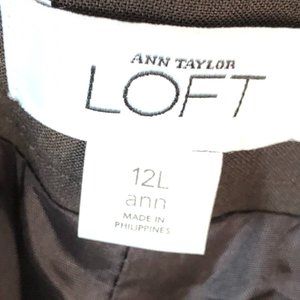 ANN TAYLOR
LOFT
12L
ann
MADE IN
PHILIPPINES